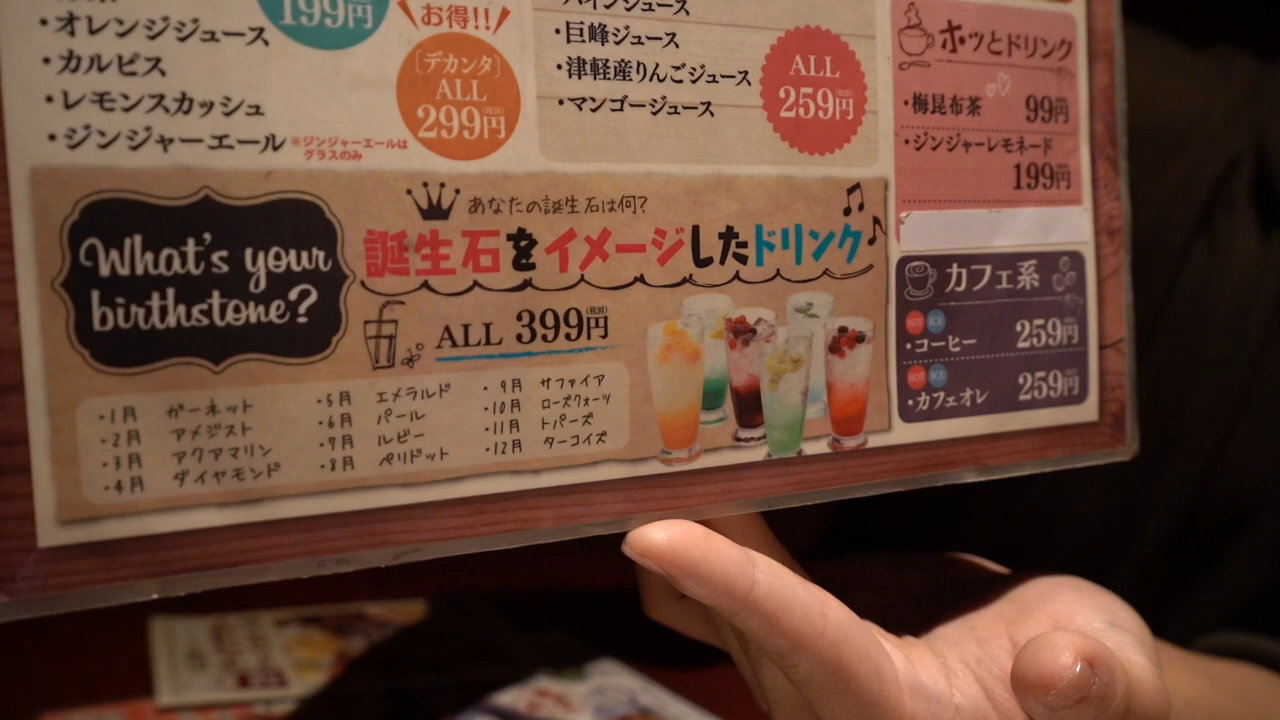 199円
・オレンジジュース
・カルピス
・レモンスカッシュ
・ジンジャーエール
※ジンジャーエールは
グラスのみ
お得!!
[デカンタ]
ALL
299円
(税別)
・巨峰ジュース
・津軽産りんごジュース
・マンゴージュース
ALL
259円
(税別)
ホッとドリンク
・梅昆布茶 99円
・ジンジャーレモネード
199円
What's your
birthstone?
あなたの誕生石は何?
誕生石をイメージしたドリンク
ALL 399円
(税別)
・1月 ガーネット
・2月 アメジスト
・3月 アクアマリン
・4月 ダイヤモンド
・5月 エメラルド
・6月 パール
・7月 ルビー
・8月 ペリドット
・9月 サファイア
・10月 ローズクォーツ
・11月 トパーズ
・12月 ターコイズ
カフェ系
HOT ICE
・コーヒー 259円
HOT ICE
・カフェオレ 259円